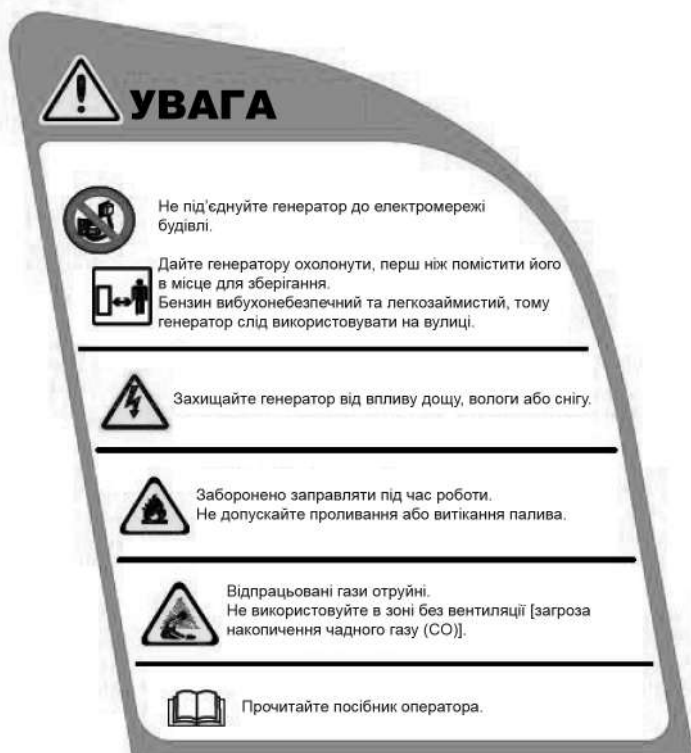 УВАГА
Не під’єднуйте генератор до електромережі
будівлі.
Дайте генератору охолонути, перш ніж помістити його
в місце для зберігання.
Бензин вибухонебезпечний та легкозаймистий, тому
генератор слід використовувати на вулиці.
Захищайте генератор від впливу дощу, вологи або снігу.
Заборонено заправляти під час роботи.
Не допускайте проливання або витікання палива.
Відпрацьовані гази отруйні.
Не використовуйте в зоні без вентиляції [загроза
накопичення чадного газу (CO)].
Прочитайте посібник оператора.